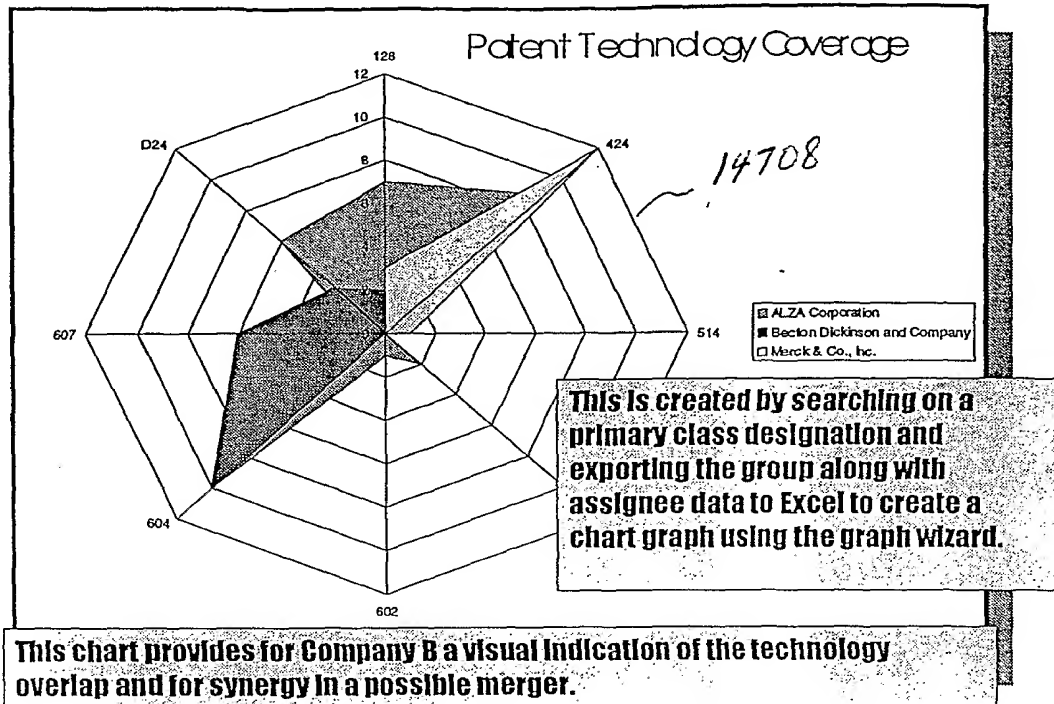 Patent Technology Coverage
128
12
10
8
424
D24
14708
607
514
ALZA Corporation
Becton Dickinson and Company
Merck & Co., Inc.
This is created by searching on a
primary class designation and
exporting the group along with
assignee data to Excel to create a
chart graph using the graph wizard.
604
602
This chart provides for Company B a visual indication of the technology
overlap and for synergy in a possible merger.